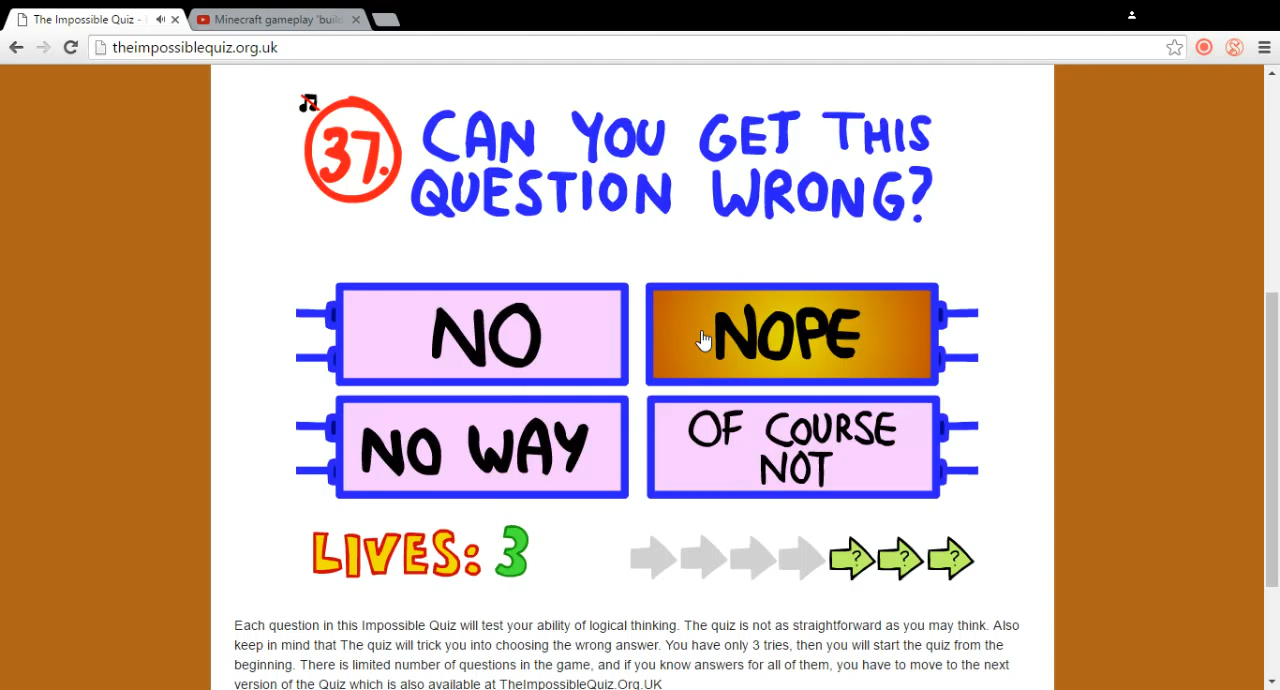 The Impossible Quiz -
Minecraft gameplay 'build
theimpossiblequiz.org.uk
37. CAN YOU GET THIS
QUESTION WRONG?
NO
NOPE
NO WAY
OF COURSE
NOT
LIVES: 3
? ? ?
Each question in this Impossible Quiz will test your ability of logical thinking. The quiz is not as straightforward as you may think. Also
keep in mind that The quiz will trick you into choosing the wrong answer. You have only 3 tries, then you will start the quiz from the
beginning. There is limited number of questions in the game, and if you know answers for all of them, you have to move to the next
version of the Quiz which is also available at TheImpossibleQuiz.Org.UK